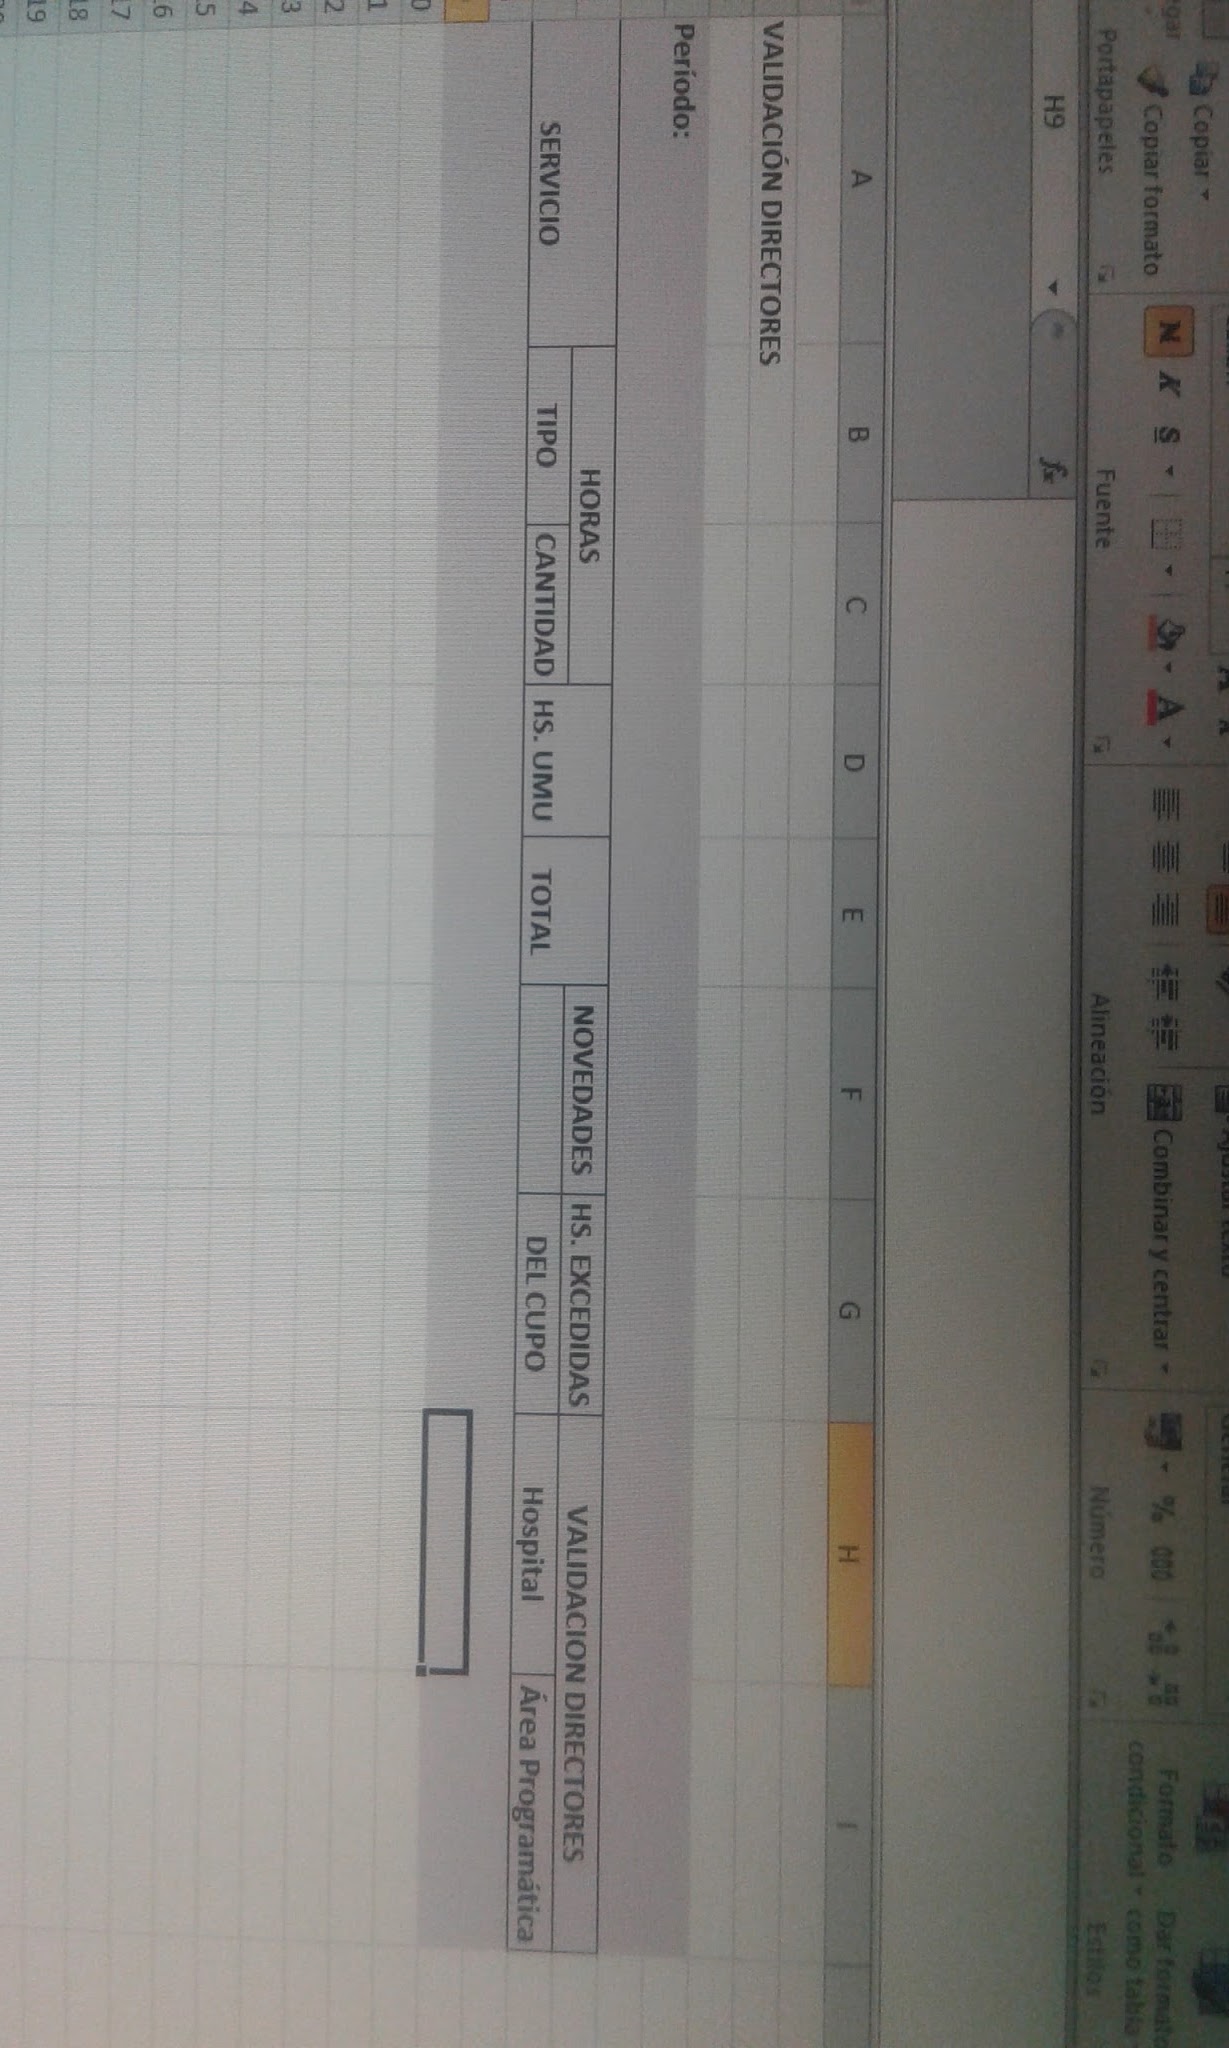 Copiar
Copiar formato
Portapapeles
N K S A
Fuente
Alineación
Combinar y centrar
% 000
Número
Formato condicional
Dar formato como tabla
Estilos
H9 fx
A B C D E F G H I
VALIDACIÓN DIRECTORES
Período:
HORAS NOVEDADES HS. EXCEDIDAS VALIDACION DIRECTORES
SERVICIO TIPO CANTIDAD HS. UMU TOTAL DEL CUPO Hospital Área Programática
0
1
2
3
4
5
6
17
18
19